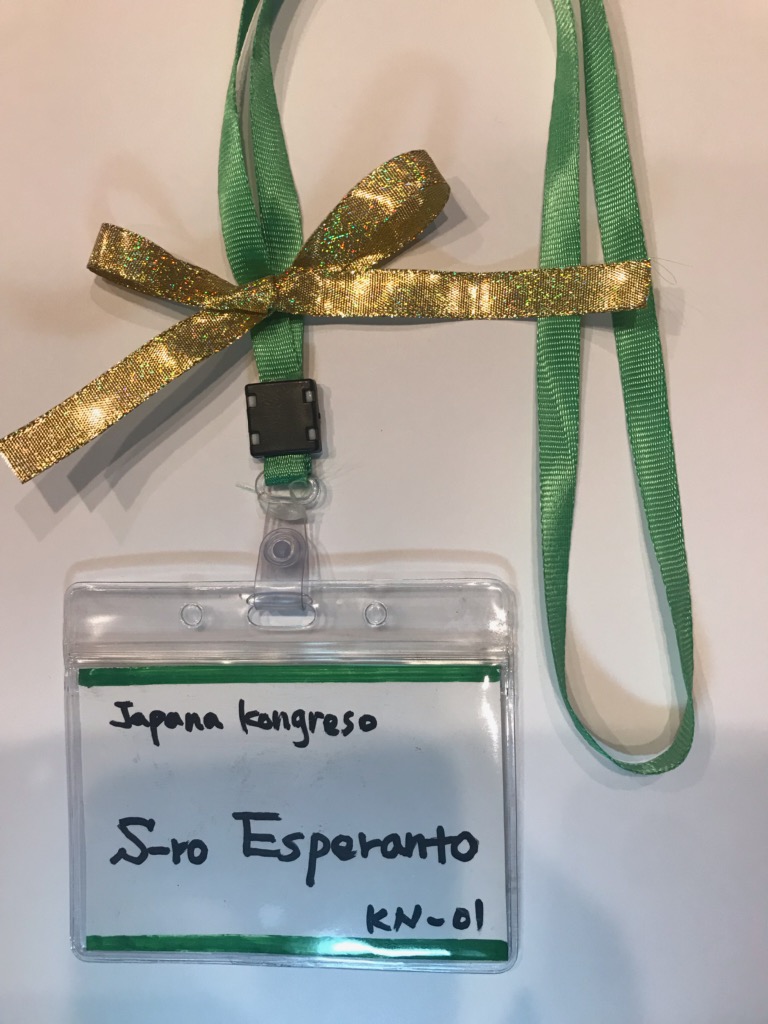 Japana kongreso
S-ro Esperanto
KN-01